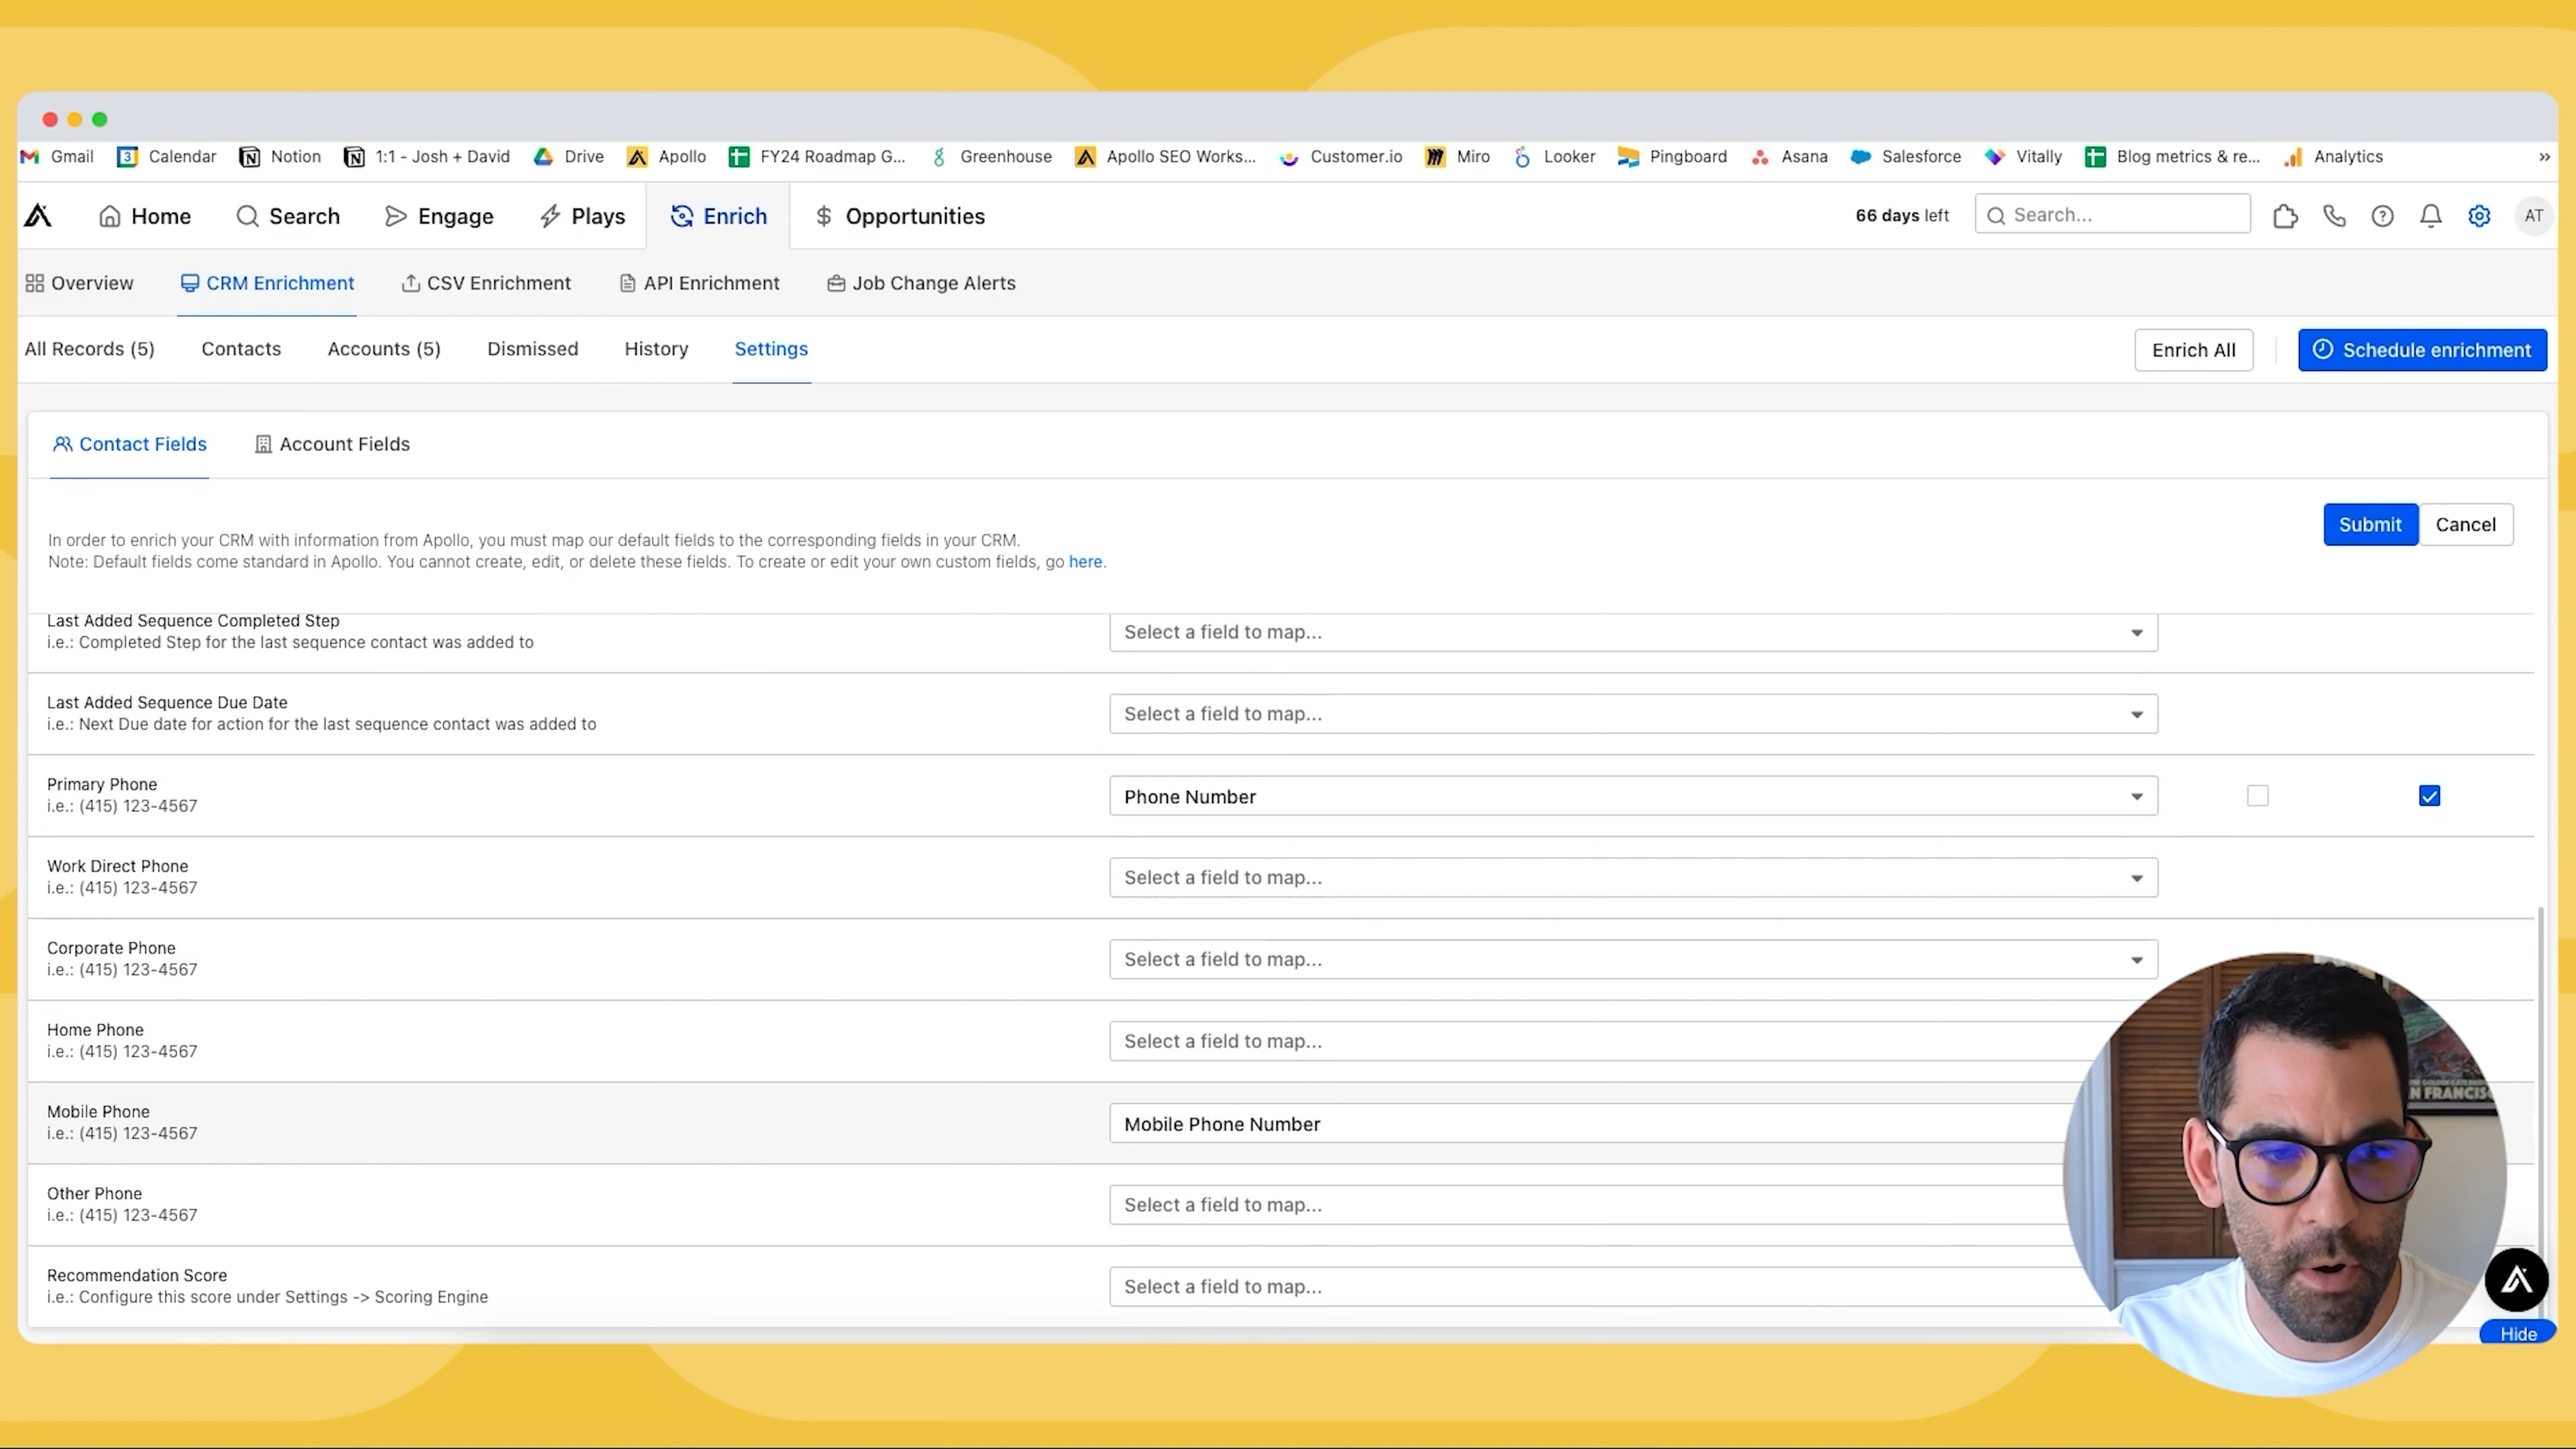 Gmail 3 Calendar Notion 1:1 - Josh + David Drive Apollo FY24 Roadmap G... Greenhouse Apollo SEO Works... Customer.io Miro Looker Pingboard Asana Salesforce Vitally Blog metrics & re... Analytics »
Home Search Engage Plays Enrich $ Opportunities 66 days left Search... AT
Overview CRM Enrichment CSV Enrichment API Enrichment Job Change Alerts
All Records (5) Contacts Accounts (5) Dismissed History Settings Enrich All Schedule enrichment
Contact Fields Account Fields
Submit Cancel
In order to enrich your CRM with information from Apollo, you must map our default fields to the corresponding fields in your CRM.
Note: Default fields come standard in Apollo. You cannot create, edit, or delete these fields. To create or edit your own custom fields, go here.
Last Added Sequence Completed Step
i.e.: Completed Step for the last sequence contact was added to
Select a field to map...
Last Added Sequence Due Date
i.e.: Next Due date for action for the last sequence contact was added to
Select a field to map...
Primary Phone
i.e.: (415) 123-4567
Phone Number
Work Direct Phone
i.e.: (415) 123-4567
Select a field to map...
Corporate Phone
i.e.: (415) 123-4567
Select a field to map...
Home Phone
i.e.: (415) 123-4567
Select a field to map...
Mobile Phone
i.e.: (415) 123-4567
Mobile Phone Number
Other Phone
i.e.: (415) 123-4567
Select a field to map...
Recommendation Score
i.e.: Configure this score under Settings -> Scoring Engine
Select a field to map...
Hide